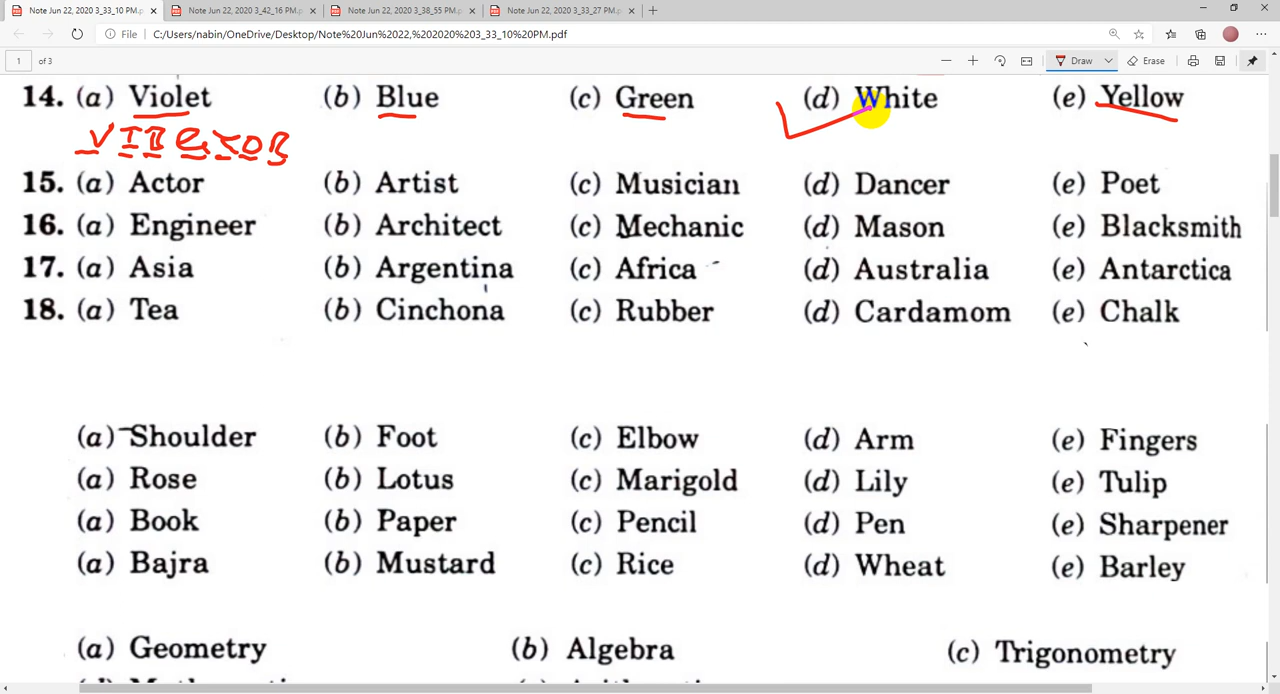 Note Jun 22, 2020 3_33_10 PM.p Note Jun 22, 2020 3_42_16 PM.p Note Jun 22, 2020 3_38_55 PM.p Note Jun 22, 2020 3_33_27 PM.p
File C:/Users/nabin/OneDrive/Desktop/Note%20Jun%2022,%202020%203_33_10%20PM.pdf
1 of 3 Draw Erase
14. (a) Violet (b) Blue (c) Green (d) White (e) Yellow
VIBGYOR
15. (a) Actor (b) Artist (c) Musician (d) Dancer (e) Poet
16. (a) Engineer (b) Architect (c) Mechanic (d) Mason (e) Blacksmith
17. (a) Asia (b) Argentina (c) Africa (d) Australia (e) Antarctica
18. (a) Tea (b) Cinchona (c) Rubber (d) Cardamom (e) Chalk
(a) Shoulder (b) Foot (c) Elbow (d) Arm (e) Fingers
(a) Rose (b) Lotus (c) Marigold (d) Lily (e) Tulip
(a) Book (b) Paper (c) Pencil (d) Pen (e) Sharpener
(a) Bajra (b) Mustard (c) Rice (d) Wheat (e) Barley
(a) Geometry (b) Algebra (c) Trigonometry